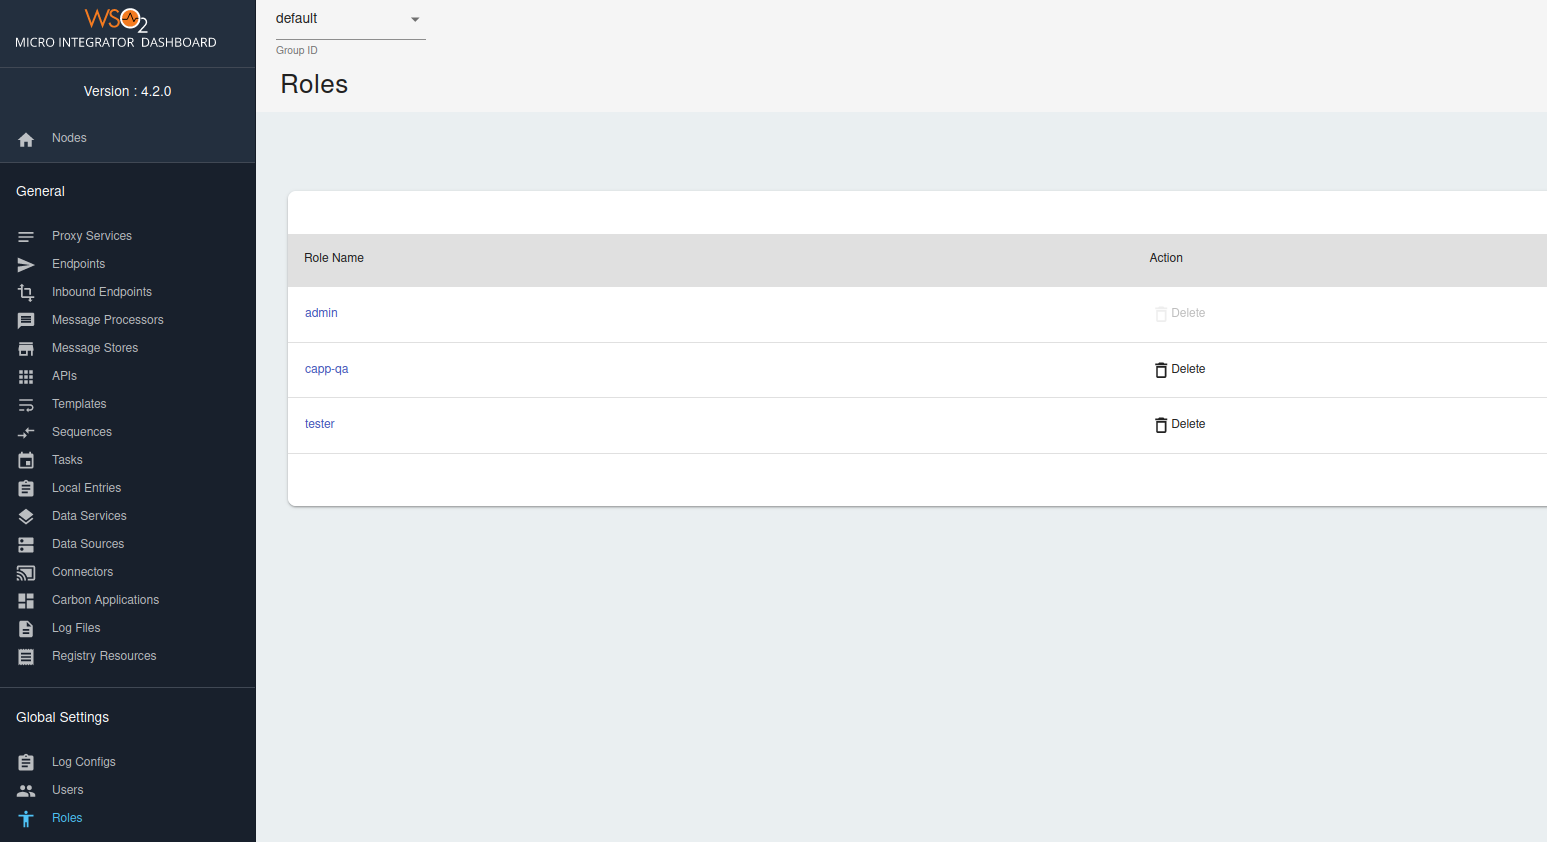 WSO2
MICRO INTEGRATOR DASHBOARD
Version : 4.2.0
Nodes
General
Proxy Services
Endpoints
Inbound Endpoints
Message Processors
Message Stores
APIs
Templates
Sequences
Tasks
Local Entries
Data Services
Data Sources
Connectors
Carbon Applications
Log Files
Registry Resources
Global Settings
Log Configs
Users
Roles
default
Group ID
Roles
Role Name Action
admin Delete
capp-qa Delete
tester Delete